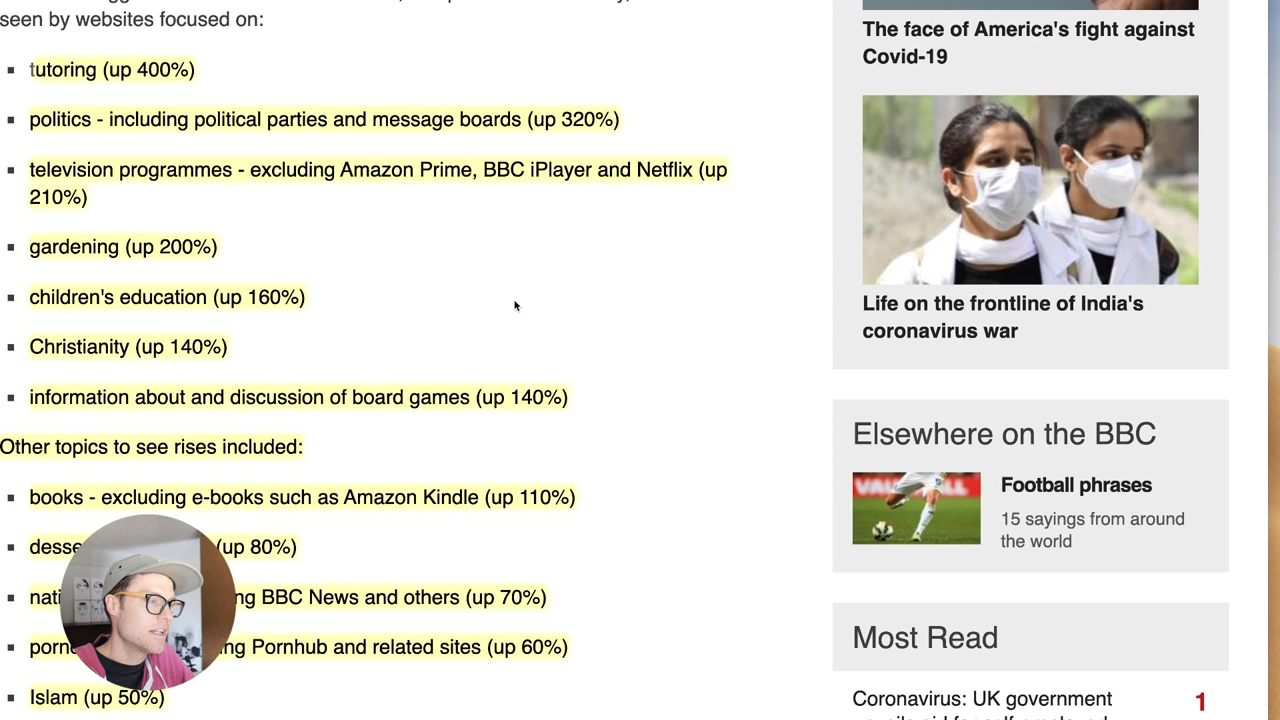 seen by websites focused on:
tutoring (up 400%)
politics - including political parties and message boards (up 320%)
television programmes - excluding Amazon Prime, BBC iPlayer and Netflix (up
210%)
gardening (up 200%)
children's education (up 160%)
Christianity (up 140%)
information about and discussion of board games (up 140%)
Other topics to see rises included:
books - excluding e-books such as Amazon Kindle (up 110%)
(up 80%)
BBC News and others (up 70%)
Pornhub and related sites (up 60%)
Islam (up 50%)
The face of America's fight against
Covid-19
Life on the frontline of India's
coronavirus war
Elsewhere on the BBC
Football phrases
15 sayings from around
the world
Most Read
Coronavirus: UK government
1